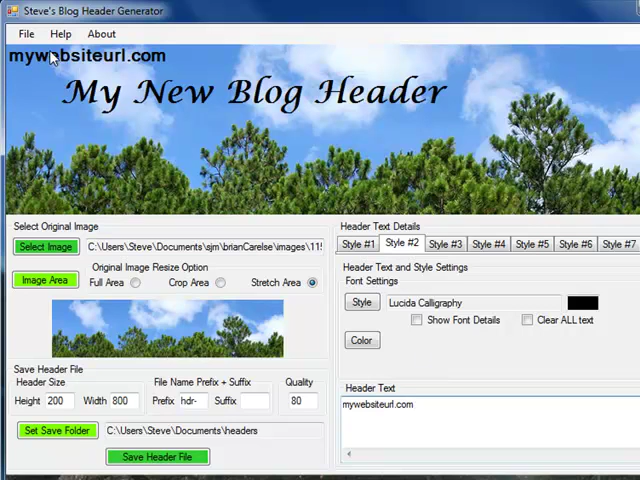 Steve's Blog Header Generator
File Help About
mywebsiteurl.com
My New Blog Header
Select Original Image
Select Image C:\Users\Steve\Documents\sjm\brianCarelse\images\115
Original Image Resize Option
Image Area Full Area Crop Area Stretch Area
Save Header File
Header Size File Name Prefix + Suffix Quality
Height 200 Width 800 Prefix hdr- Suffix 80
Set Save Folder C:\Users\Steve\Documents\headers
Save Header File
Header Text Details
Style #1 Style #2 Style #3 Style #4 Style #5 Style #6 Style #7
Header Text and Style Settings
Font Settings
Style Lucida Calligraphy
Show Font Details Clear ALL text
Color
Header Text
mywebsiteurl.com